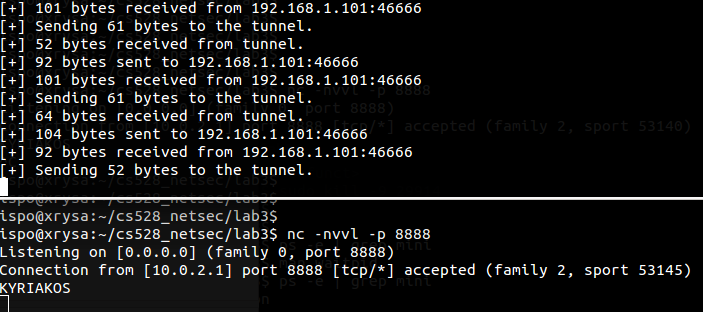 [+] 101 bytes received from 192.168.1.101:46666
[+] Sending 61 bytes to the tunnel.
[+] 52 bytes received from tunnel.
[+] 92 bytes sent to 192.168.1.101:46666
[+] 101 bytes received from 192.168.1.101:46666
[+] Sending 61 bytes to the tunnel.
[+] 64 bytes received from tunnel.
[+] 104 bytes sent to 192.168.1.101:46666
[+] 92 bytes received from 192.168.1.101:46666
[+] Sending 52 bytes to the tunnel.
ispo@xrysa:~/cs528_netsec/lab3$
ispo@xrysa:~/cs528_netsec/lab3$ nc -nvvl -p 8888
Listening on [0.0.0.0] (family 0, port 8888)
Connection from [10.0.2.1] port 8888 [tcp/*] accepted (family 2, sport 53145)
KYRIAKOS